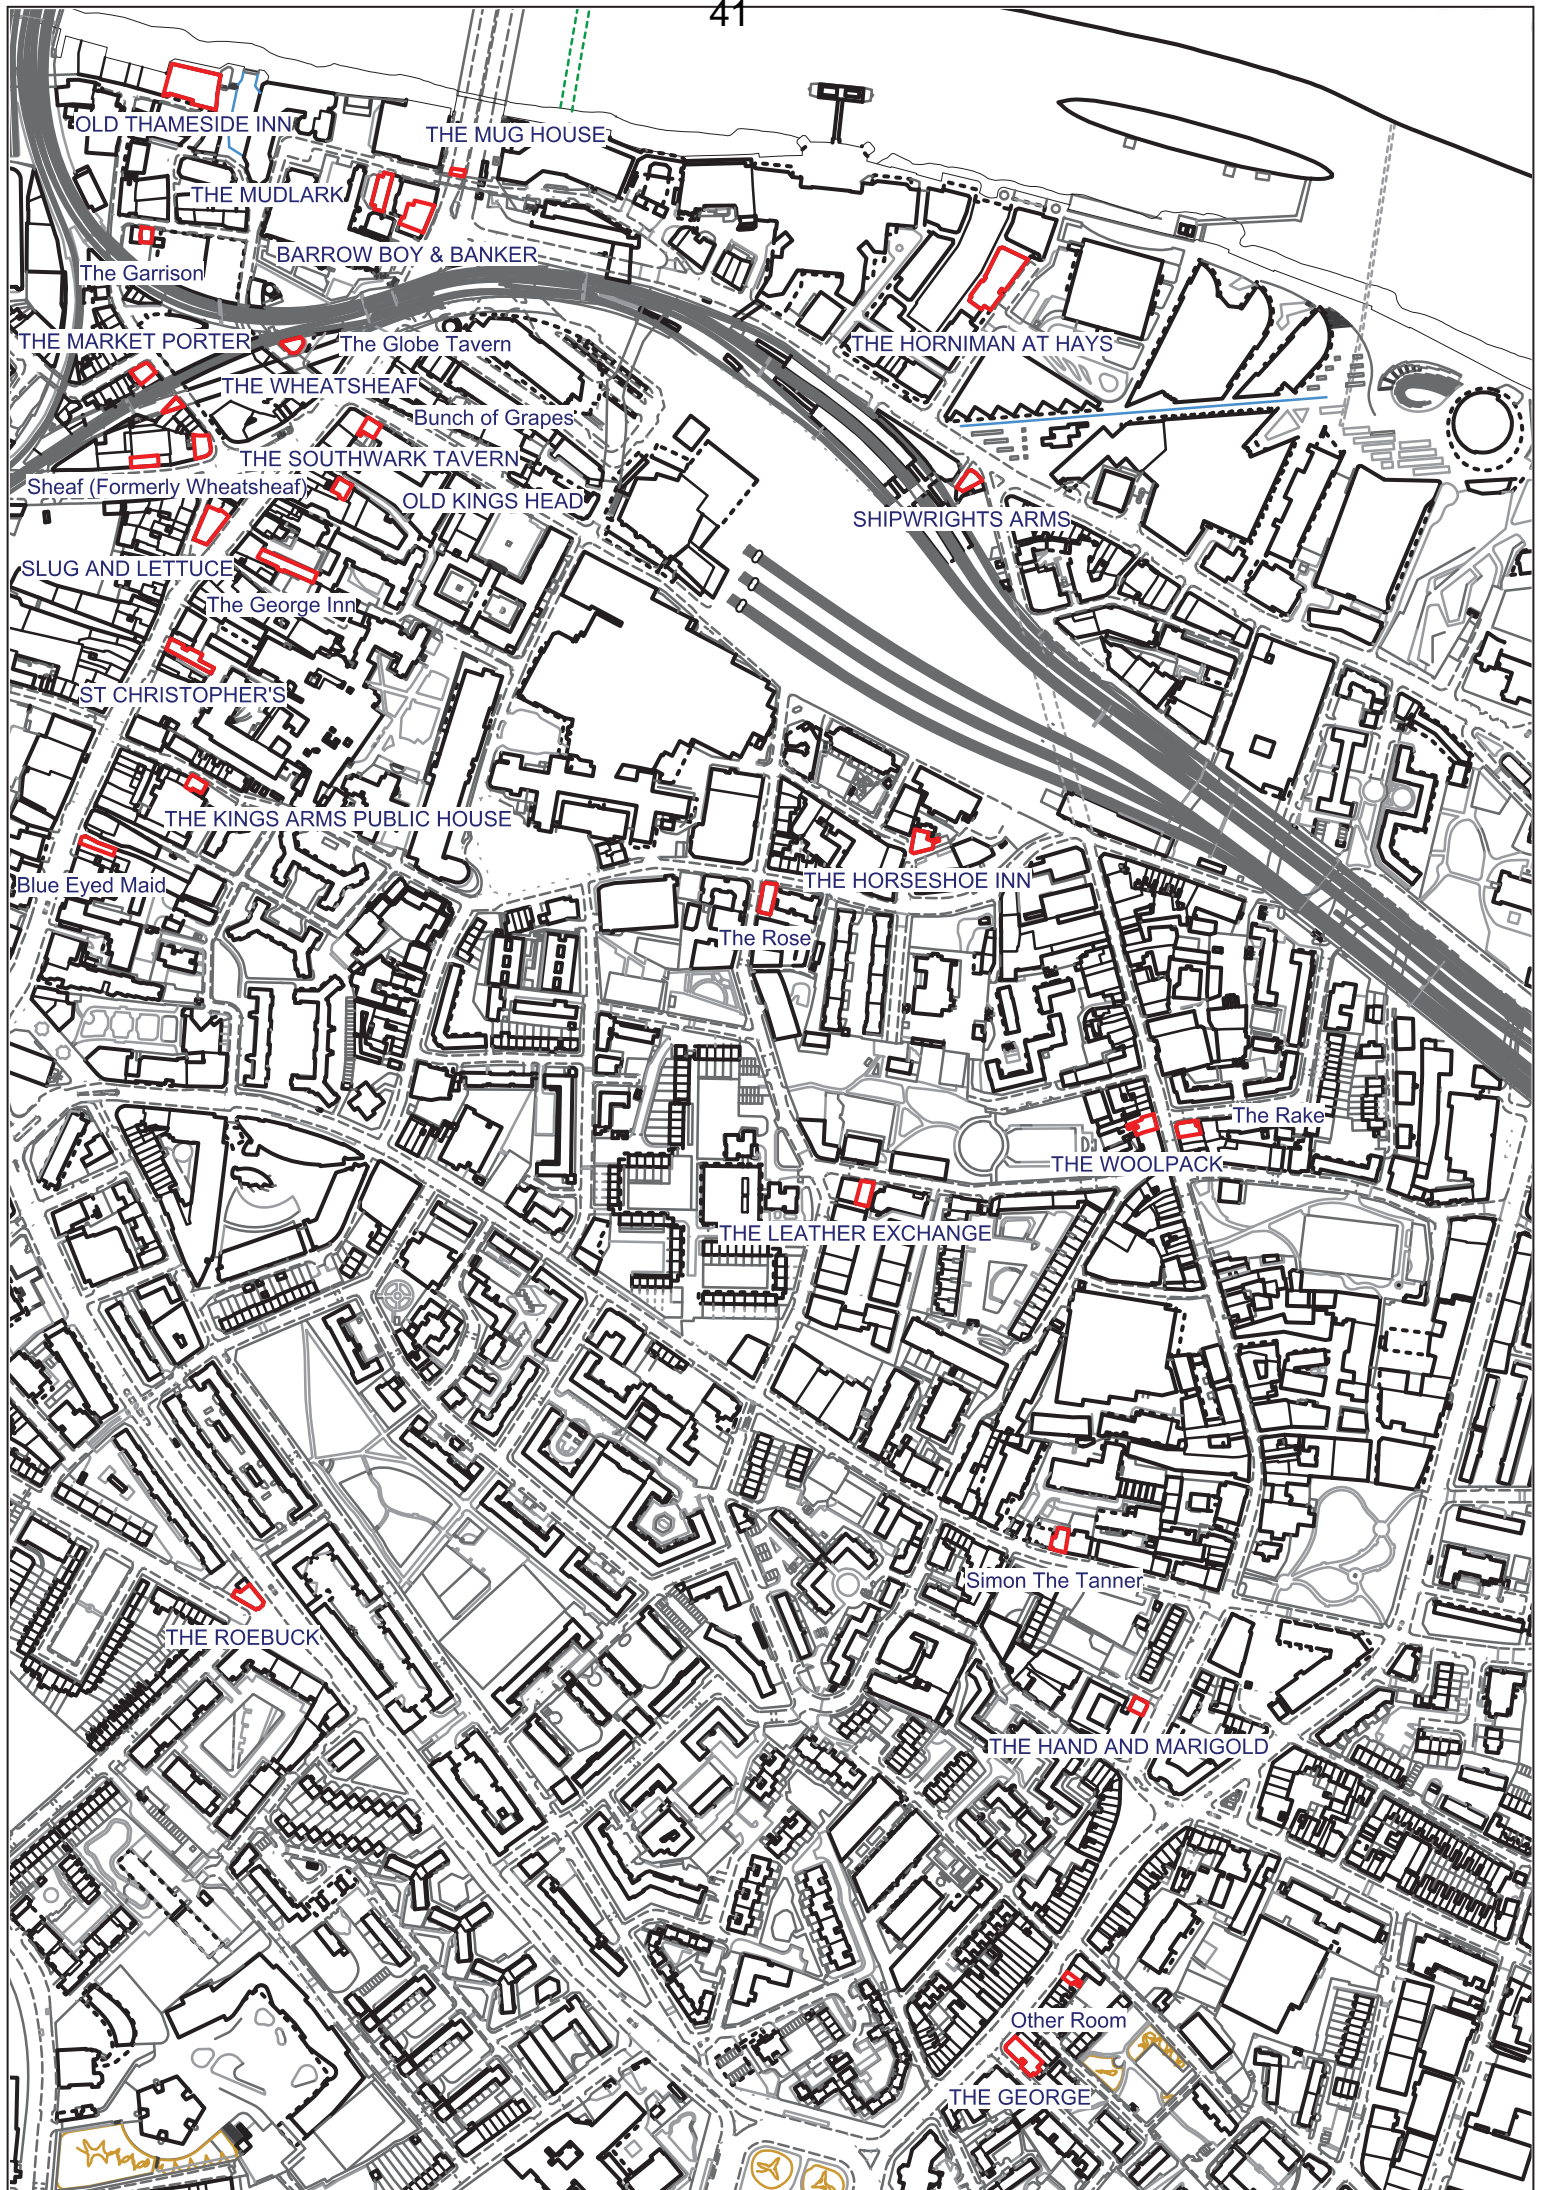 41
OLD THAMESIDE INN
THE MUG HOUSE
THE MUDLARK
BARROW BOY & BANKER
The Garrison
THE MARKET PORTER
The Globe Tavern
THE HORNIMAN AT HAYS
THE WHEATSHEAF
Bunch of Grapes
THE SOUTHWARK TAVERN
Sheaf (Formerly Wheatsheaf)
OLD KINGS HEAD
SHIPWRIGHTS ARMS
SLUG AND LETTUCE
The George Inn
ST CHRISTOPHER'S
THE KINGS ARMS PUBLIC HOUSE
Blue Eyed Maid
THE HORSESHOE INN
The Rose
The Rake
THE WOOLPACK
THE LEATHER EXCHANGE
Simon The Tanner
THE ROEBUCK
THE HAND AND MARIGOLD
Other Room
THE GEORGE